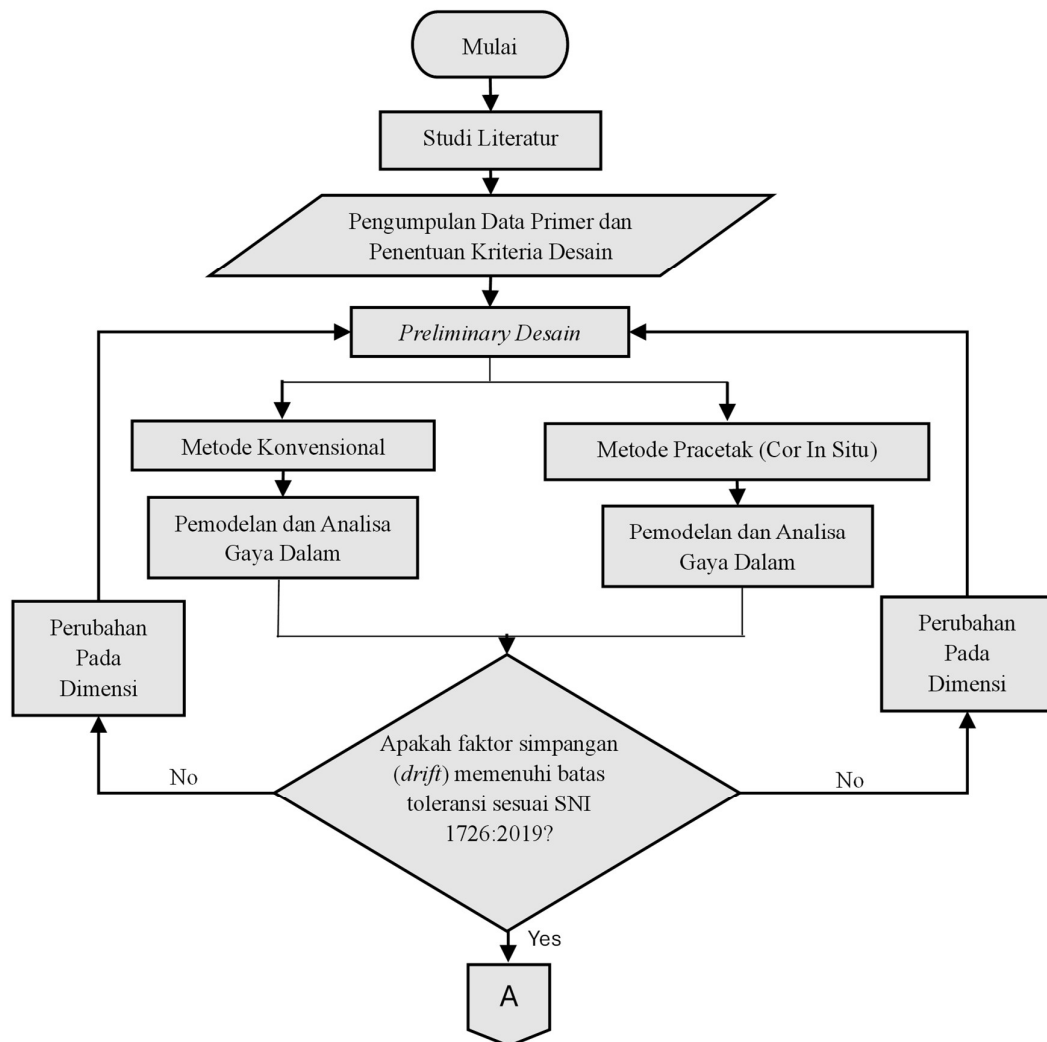 Mulai
Studi Literatur
Pengumpulan Data Primer dan
Penentuan Kriteria Desain
Preliminary Desain
Metode Konvensional
Metode Pracetak (Cor In Situ)
Pemodelan dan Analisa
Gaya Dalam
Pemodelan dan Analisa
Gaya Dalam
Perubahan
Pada
Dimensi
Perubahan
Pada
Dimensi
Apakah faktor simpangan
(drift) memenuhi batas
toleransi sesuai SNI
1726:2019?
No
No
Yes
A